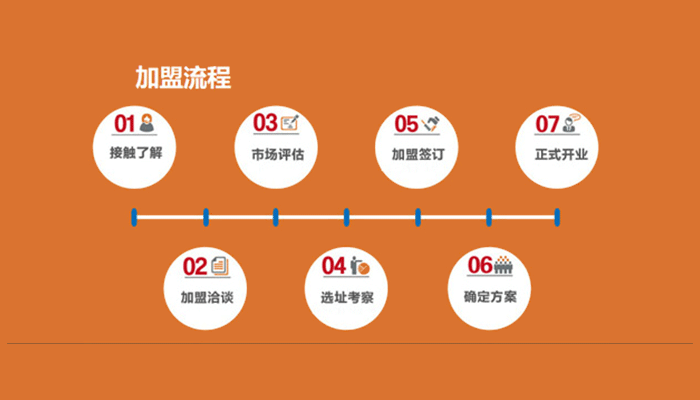 加盟流程
01
接触了解
02
加盟洽谈
03
市场评估
04
选址考察
05
加盟签订
06
确定方案
07
正式开业